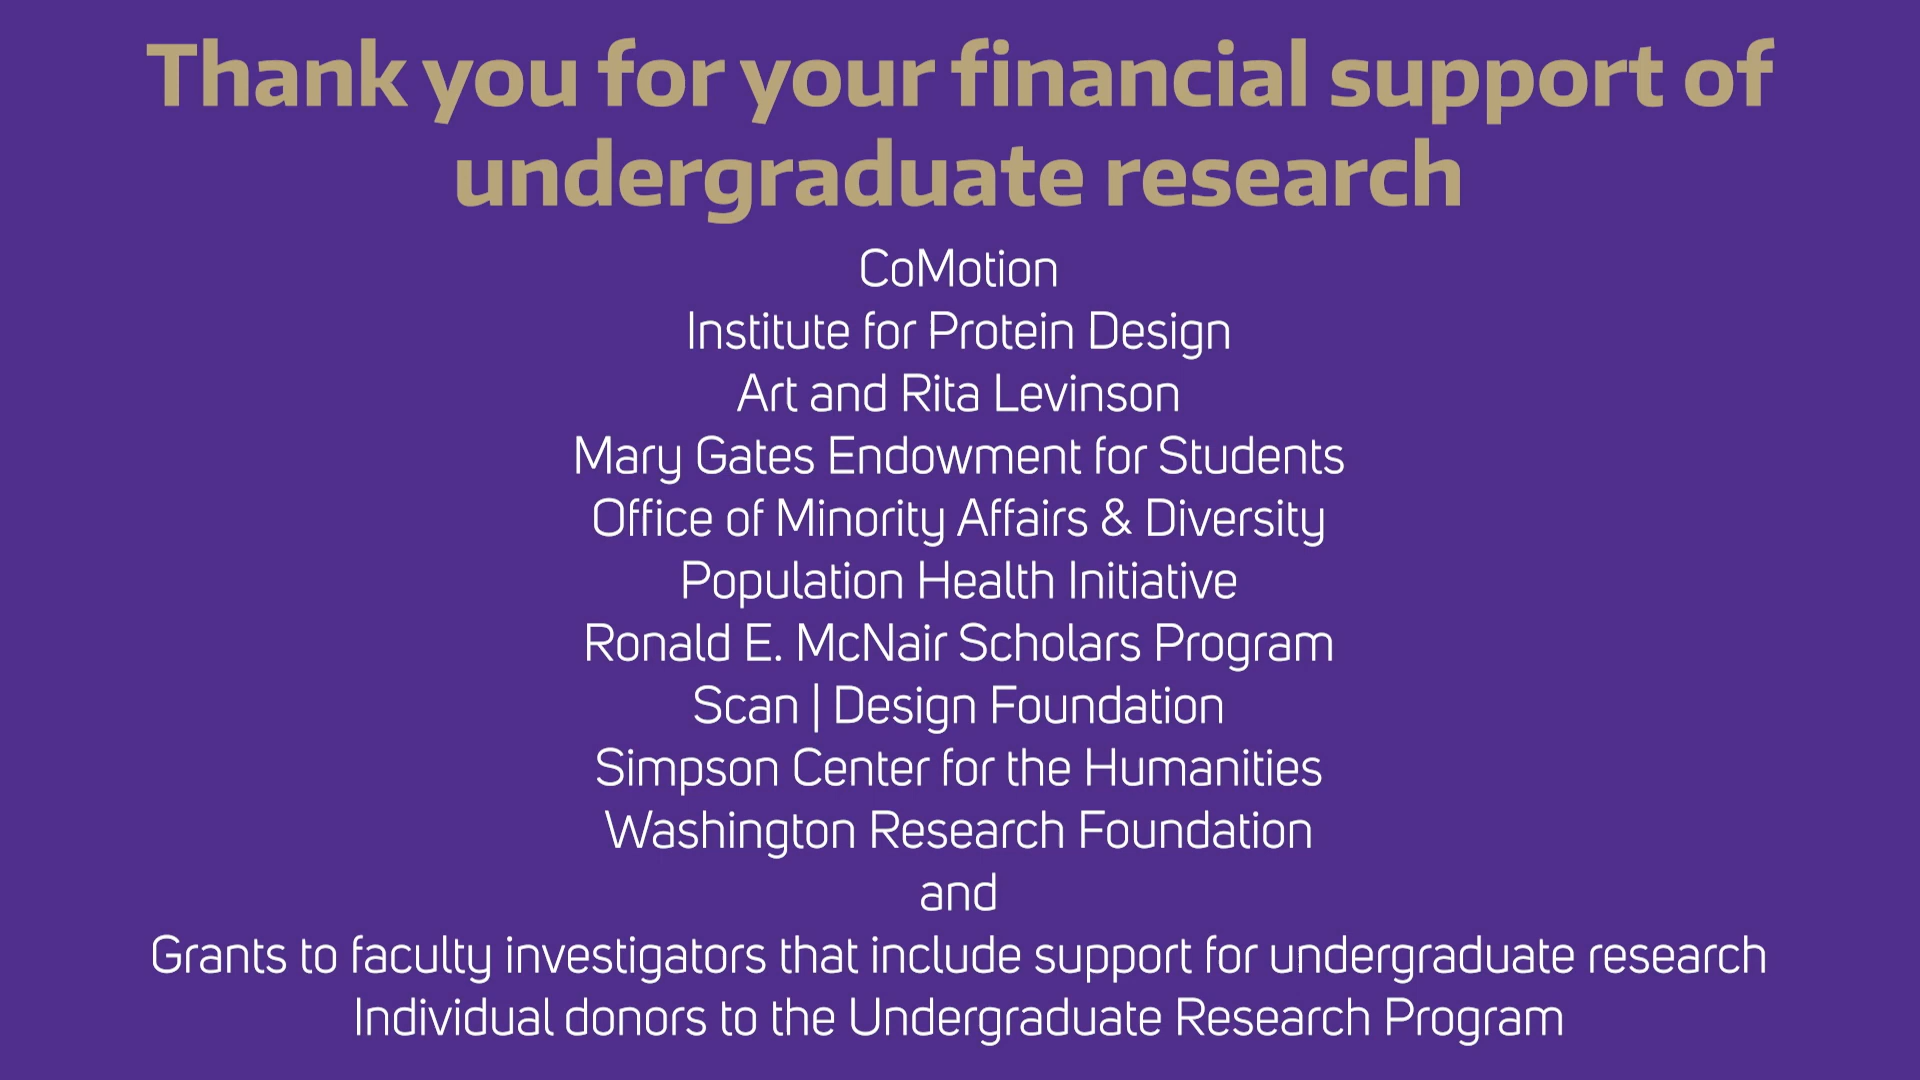 Thank you for your financial support of
undergraduate research
CoMotion
Institute for Protein Design
Art and Rita Levinson
Mary Gates Endowment for Students
Office of Minority Affairs & Diversity
Population Health Initiative
Ronald E. McNair Scholars Program
Scan | Design Foundation
Simpson Center for the Humanities
Washington Research Foundation
and
Grants to faculty investigators that include support for undergraduate research
Individual donors to the Undergraduate Research Program